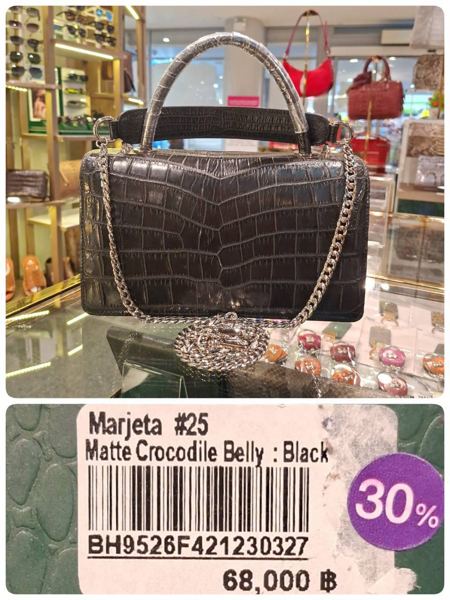 Marjeta #25
Matte Crocodile Belly : Black
BH9526F421230327
68,000 ฿
30%